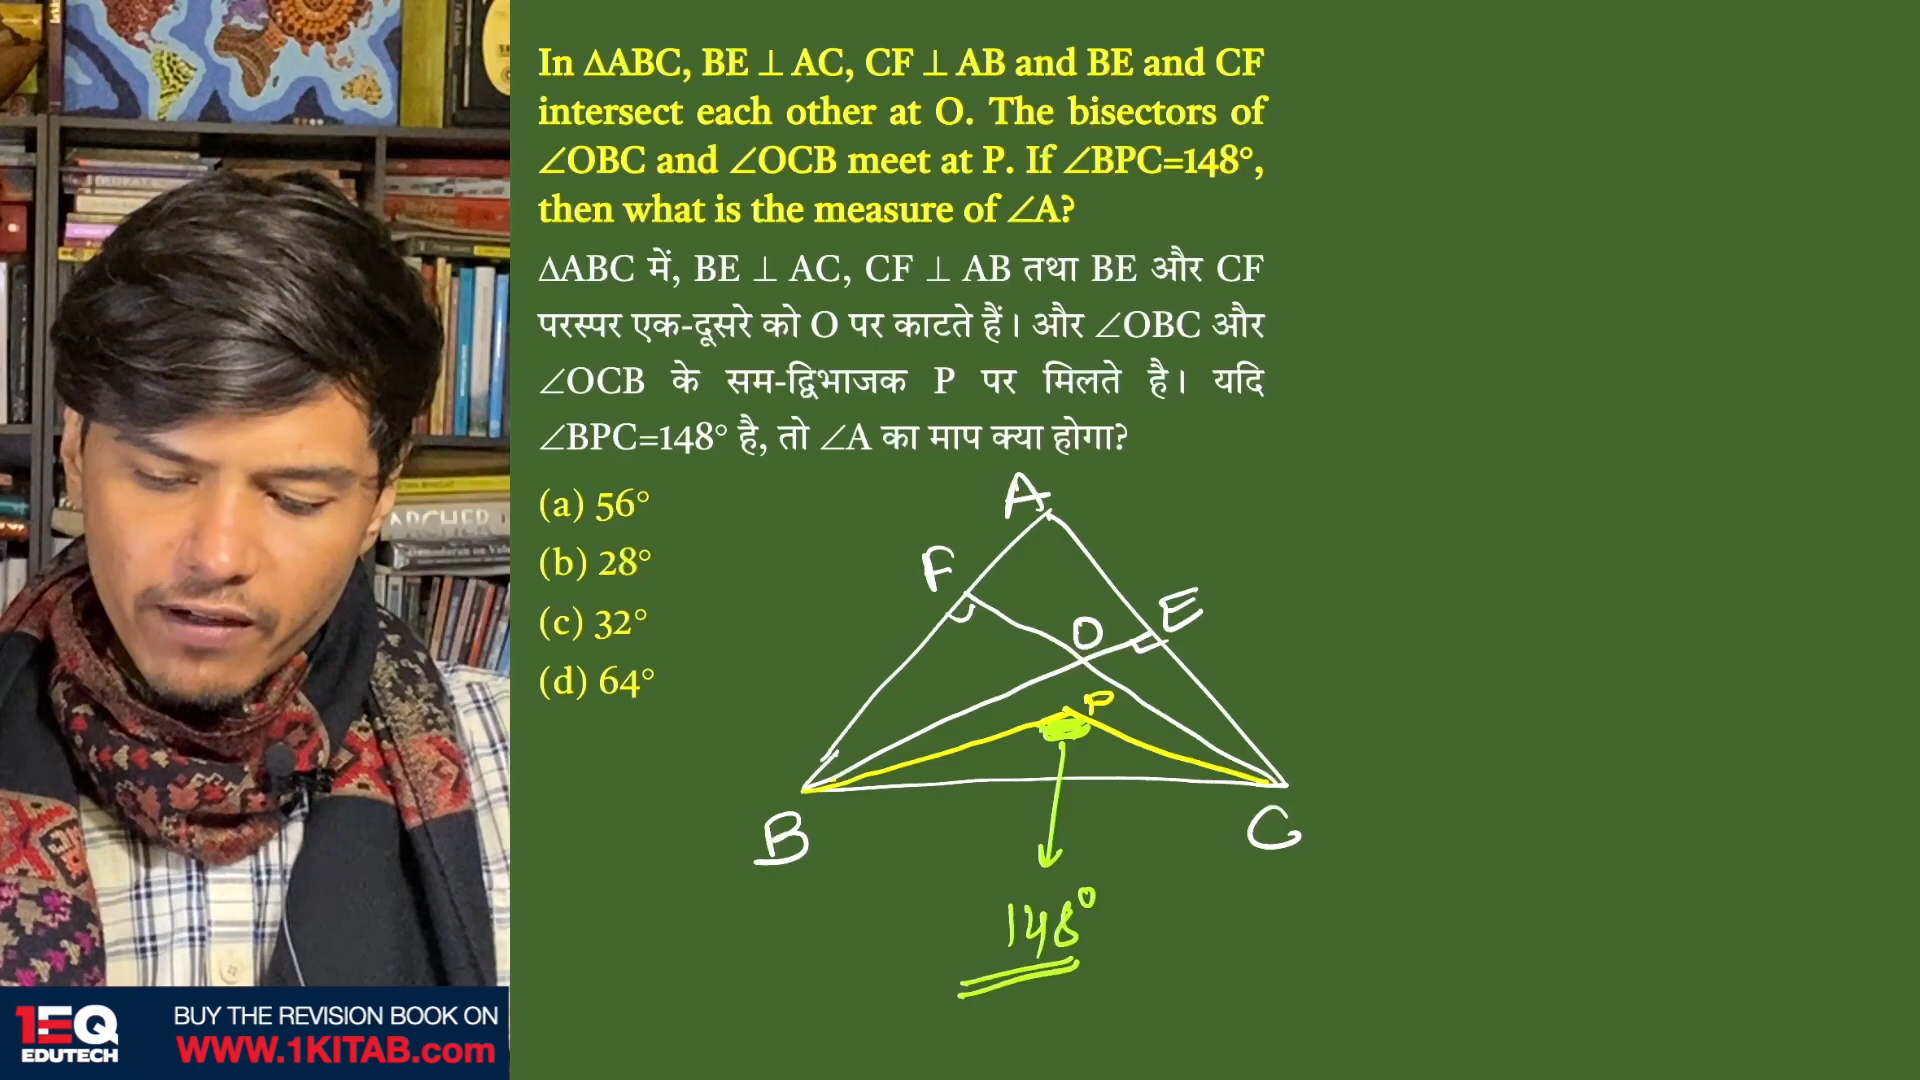 In ∆ABC, BE ⊥ AC, CF ⊥ AB and BE and CF
intersect each other at O. The bisectors of
∠OBC and ∠OCB meet at P. If ∠BPC=148°,
then what is the measure of ∠A?
∆ABC में, BE ⊥ AC, CF ⊥ AB तथा BE और CF
परस्पर एक-दूसरे को O पर काटते हैं। और ∠OBC और
∠OCB के सम-द्विभाजक P पर मिलते है। यदि
∠BPC=148° है, तो ∠A का माप क्या होगा?
(a) 56°
(b) 28°
(c) 32°
(d) 64°
A
F
E
O
P
B
C
148°
1EQ
EDUTECH
BUY THE REVISION BOOK ON
WWW.1KITAB.com